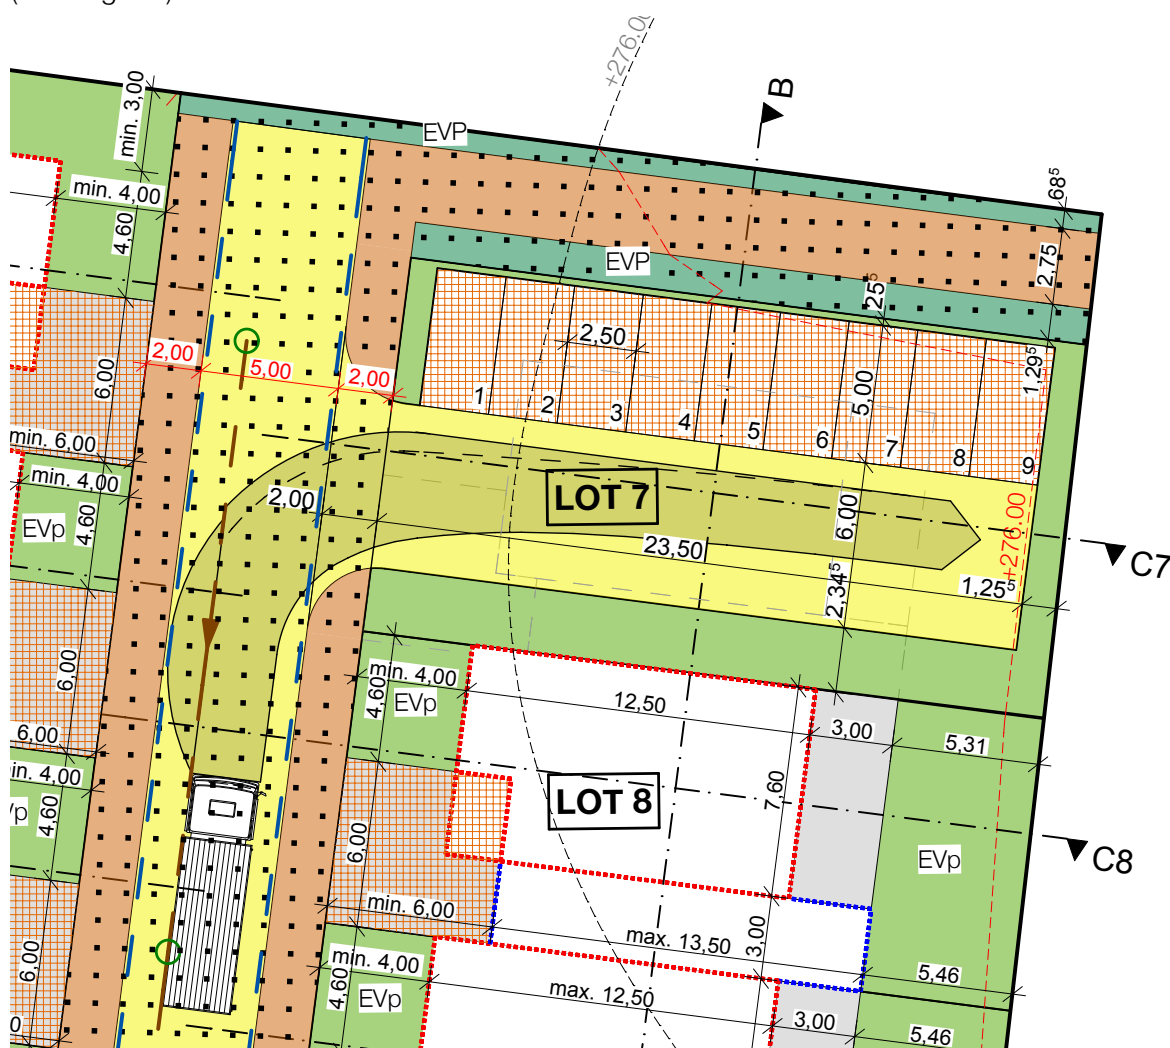 +276.00
B
min. 3,00
EVP
68⁵
min. 4,00
4,60
EVP
2,75
25⁵
2,50
1,29⁵
2,00
5,00
2,00
6,00
5,00
1
2
3
4
5
6
7
8
9
min. 6,00
min. 4,00
4,60
EVp
2,00
LOT 7
6,00
23,50
+276.00
C7
2,34⁵
1,25⁵
6,00
min. 4,00
4,60
EVp
12,50
3,00
5,31
6,00
min. 4,00
4,60
7,60
LOT 8
6,00
C8
EVp
min. 6,00
max. 13,50
3,00
5,46
6,00
min. 4,00
4,60
EVp
max. 12,50
3,00
5,46